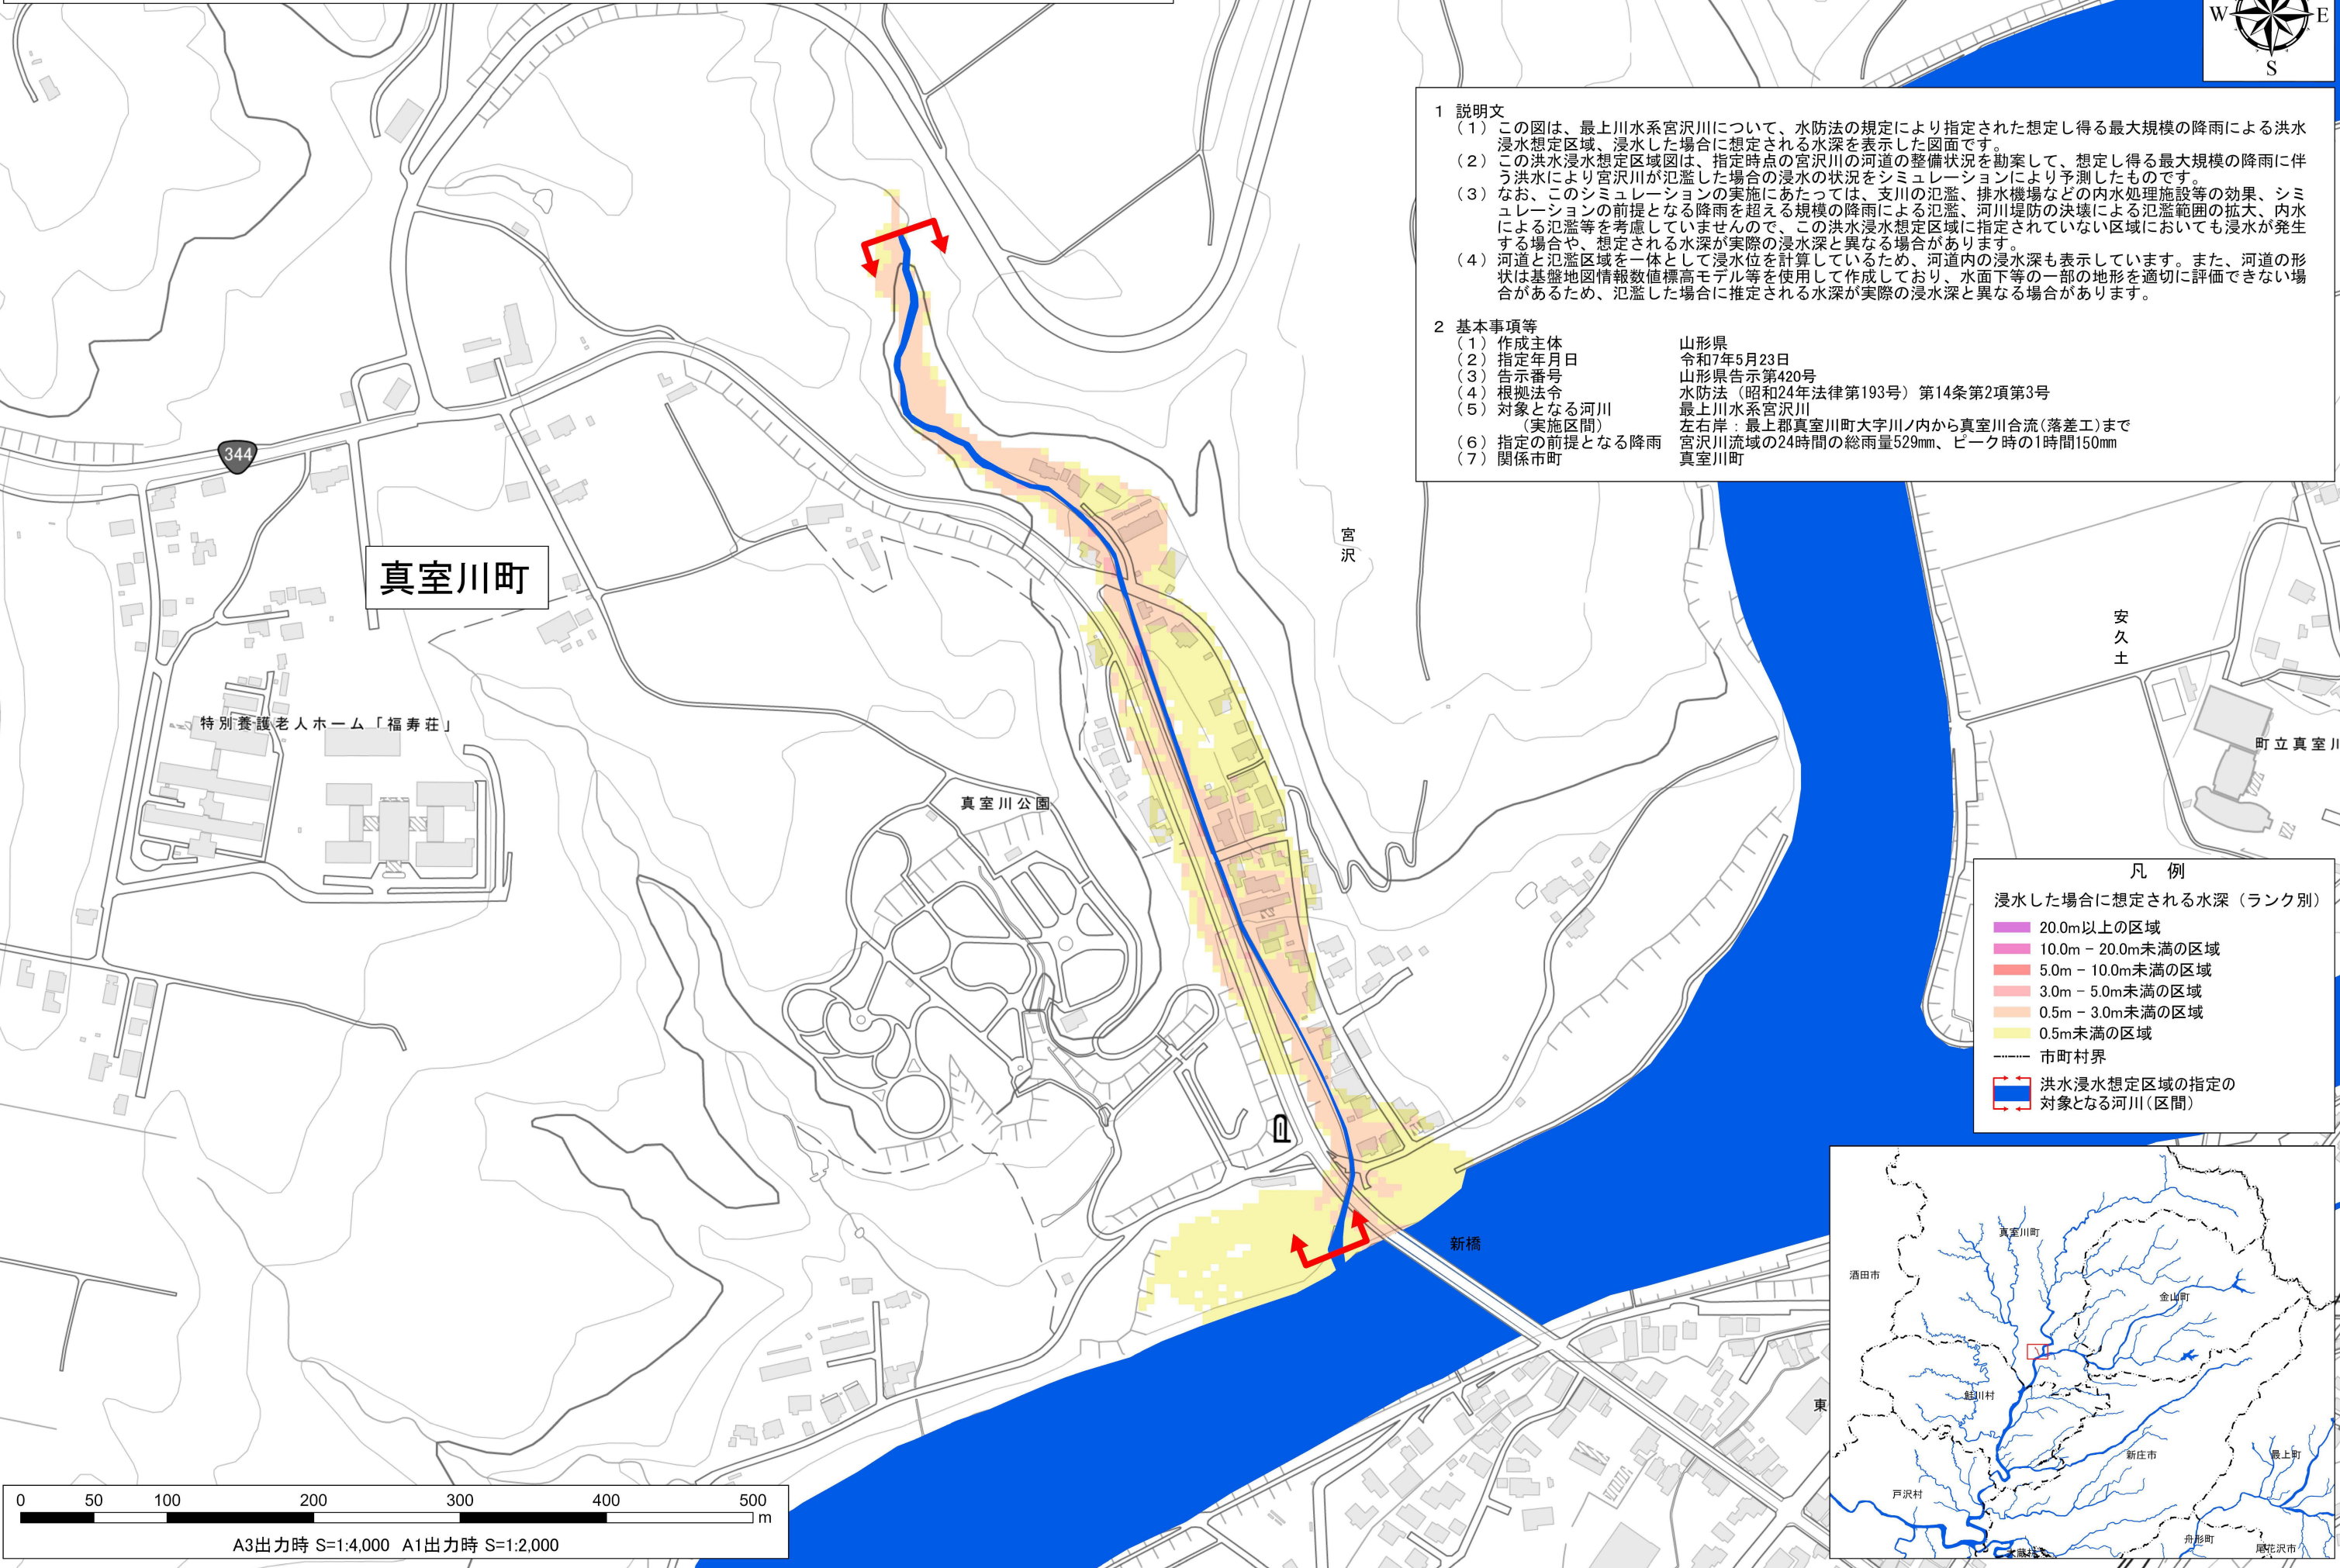 W E
S
1 説明文
(1) この図は、最上川水系宮沢川について、水防法の規定により指定された想定し得る最大規模の降雨による洪水
浸水想定区域、浸水した場合に想定される水深を表示した図面です。
(2) この洪水浸水想定区域図は、指定時点の宮沢川の河道の整備状況を勘案して、想定し得る最大規模の降雨に伴
う洪水により宮沢川が氾濫した場合の浸水の状況をシミュレーションにより予測したものです。
(3) なお、このシミュレーションの実施にあたっては、支川の氾濫、排水機場などの内水処理施設等の効果、シミ
ュレーションの前提となる降雨を超える規模の降雨による氾濫、河川堤防の決壊による氾濫範囲の拡大、内水
による氾濫等を考慮していませんので、この洪水浸水想定区域に指定されていない区域においても浸水が発生
する場合や、想定される水深が実際の浸水深と異なる場合があります。
(4) 河道と氾濫区域を一体として浸水位を計算しているため、河道内の浸水深も表示しています。また、河道の形
状は基盤地図情報数値標高モデル等を使用して作成しており、水面下等の一部の地形を適切に評価できない場
合があるため、氾濫した場合に推定される水深が実際の浸水深と異なる場合があります。
2 基本事項等
(1) 作成主体 山形県
(2) 指定年月日 令和7年5月23日
(3) 告示番号 山形県告示第420号
(4) 根拠法令 水防法（昭和24年法律第193号）第14条第2項第3号
(5) 対象となる河川 最上川水系宮沢川
（実施区間） 左右岸：最上郡真室川町大字川ノ内から真室川合流(落差工)まで
(6) 指定の前提となる降雨 宮沢川流域の24時間の総雨量529mm、ピーク時の1時間150mm
(7) 関係市町 真室川町
344
宮沢
真室川町
安久土
特別養護老人ホーム「福寿荘」
町立真室川
真室川公園
凡 例
浸水した場合に想定される水深（ランク別）
20.0m以上の区域
10.0m - 20.0m未満の区域
5.0m - 10.0m未満の区域
3.0m - 5.0m未満の区域
0.5m - 3.0m未満の区域
0.5m未満の区域
市町村界
洪水浸水想定区域の指定の
対象となる河川(区間)
新橋
東
真室川町
酒田市
金山町
鮭川村
新庄市
最上町
戸沢村
舟形町
尾花沢市
0 50 100 200 300 400 500
m
A3出力時 S=1:4,000 A1出力時 S=1:2,000